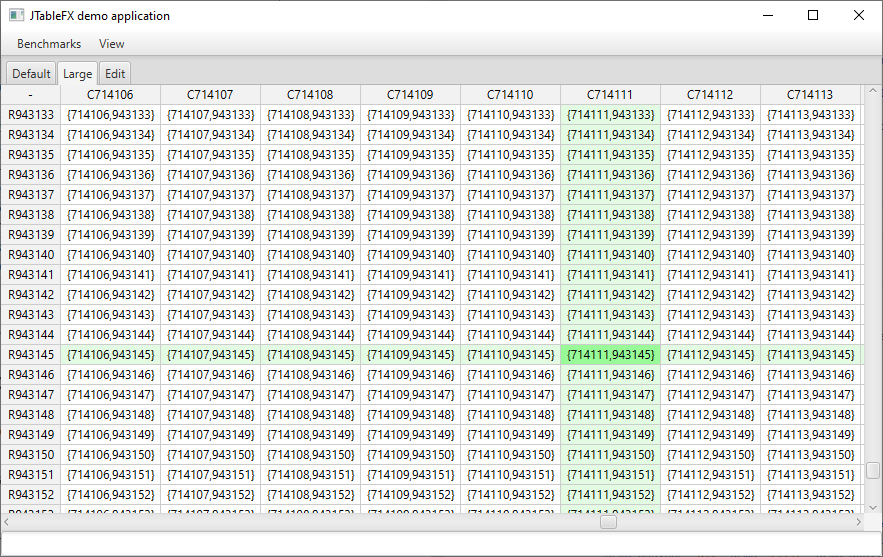 JTableFX demo application
Benchmarks View
Default Large Edit
- C714106 C714107 C714108 C714109 C714110 C714111 C714112 C714113
R943133 {714106,943133} {714107,943133} {714108,943133} {714109,943133} {714110,943133} {714111,943133} {714112,943133} {714113,943133}
R943134 {714106,943134} {714107,943134} {714108,943134} {714109,943134} {714110,943134} {714111,943134} {714112,943134} {714113,943134}
R943135 {714106,943135} {714107,943135} {714108,943135} {714109,943135} {714110,943135} {714111,943135} {714112,943135} {714113,943135}
R943136 {714106,943136} {714107,943136} {714108,943136} {714109,943136} {714110,943136} {714111,943136} {714112,943136} {714113,943136}
R943137 {714106,943137} {714107,943137} {714108,943137} {714109,943137} {714110,943137} {714111,943137} {714112,943137} {714113,943137}
R943138 {714106,943138} {714107,943138} {714108,943138} {714109,943138} {714110,943138} {714111,943138} {714112,943138} {714113,943138}
R943139 {714106,943139} {714107,943139} {714108,943139} {714109,943139} {714110,943139} {714111,943139} {714112,943139} {714113,943139}
R943140 {714106,943140} {714107,943140} {714108,943140} {714109,943140} {714110,943140} {714111,943140} {714112,943140} {714113,943140}
R943141 {714106,943141} {714107,943141} {714108,943141} {714109,943141} {714110,943141} {714111,943141} {714112,943141} {714113,943141}
R943142 {714106,943142} {714107,943142} {714108,943142} {714109,943142} {714110,943142} {714111,943142} {714112,943142} {714113,943142}
R943143 {714106,943143} {714107,943143} {714108,943143} {714109,943143} {714110,943143} {714111,943143} {714112,943143} {714113,943143}
R943144 {714106,943144} {714107,943144} {714108,943144} {714109,943144} {714110,943144} {714111,943144} {714112,943144} {714113,943144}
R943145 {714106,943145} {714107,943145} {714108,943145} {714109,943145} {714110,943145} {714111,943145} {714112,943145} {714113,943145}
R943146 {714106,943146} {714107,943146} {714108,943146} {714109,943146} {714110,943146} {714111,943146} {714112,943146} {714113,943146}
R943147 {714106,943147} {714107,943147} {714108,943147} {714109,943147} {714110,943147} {714111,943147} {714112,943147} {714113,943147}
R943148 {714106,943148} {714107,943148} {714108,943148} {714109,943148} {714110,943148} {714111,943148} {714112,943148} {714113,943148}
R943149 {714106,943149} {714107,943149} {714108,943149} {714109,943149} {714110,943149} {714111,943149} {714112,943149} {714113,943149}
R943150 {714106,943150} {714107,943150} {714108,943150} {714109,943150} {714110,943150} {714111,943150} {714112,943150} {714113,943150}
R943151 {714106,943151} {714107,943151} {714108,943151} {714109,943151} {714110,943151} {714111,943151} {714112,943151} {714113,943151}
R943152 {714106,943152} {714107,943152} {714108,943152} {714109,943152} {714110,943152} {714111,943152} {714112,943152} {714113,943152}